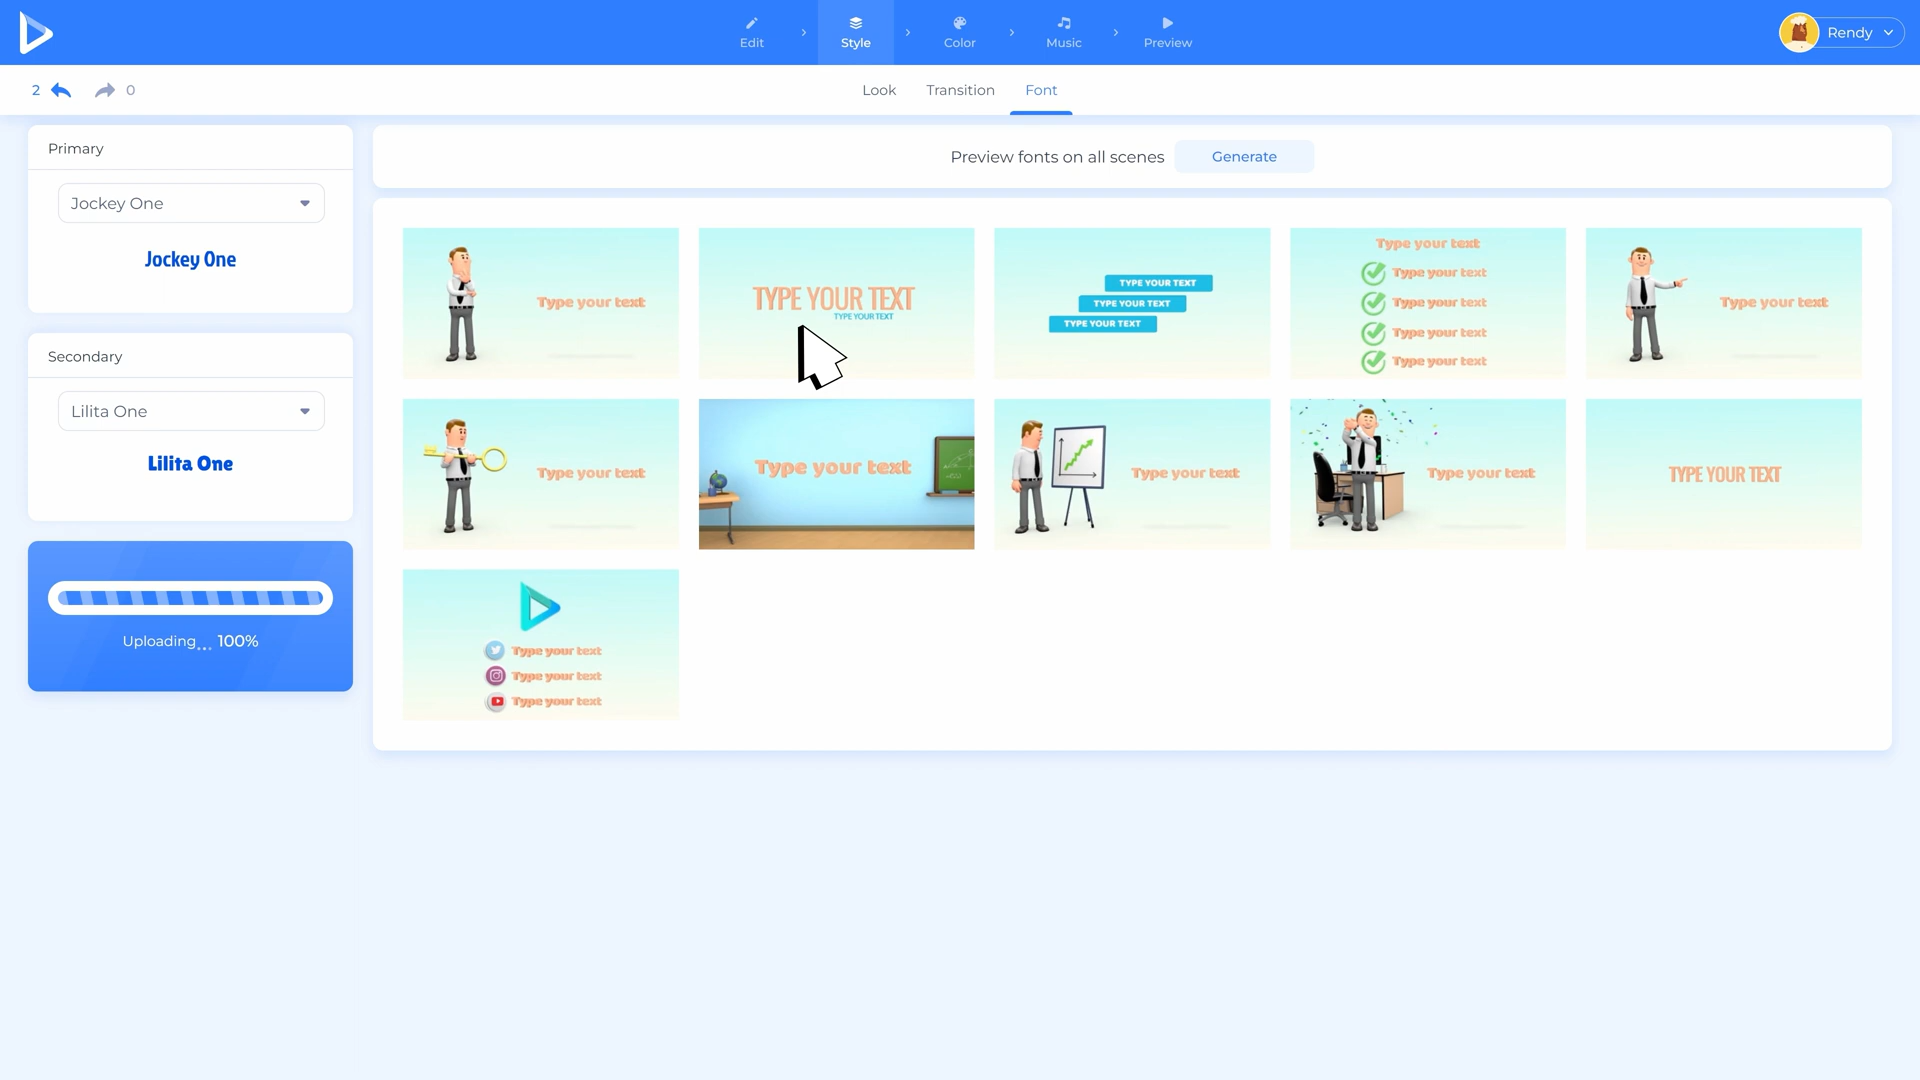 Edit
Style
Color
Music
Preview
Rendy
2
0
Look
Transition
Font
Primary
Jockey One
Jockey One
Secondary
Lilita One
Lilita One
Uploading... 100%
Preview fonts on all scenes
Generate
Type your text
TYPE YOUR TEXT
TYPE YOUR TEXT
TYPE YOUR TEXT
TYPE YOUR TEXT
TYPE YOUR TEXT
Type your text
Type your text
Type your text
Type your text
Type your text
Type your text
Type your text
Type your text
Type your text
Type your text
TYPE YOUR TEXT
Type your text
Type your text
Type your text